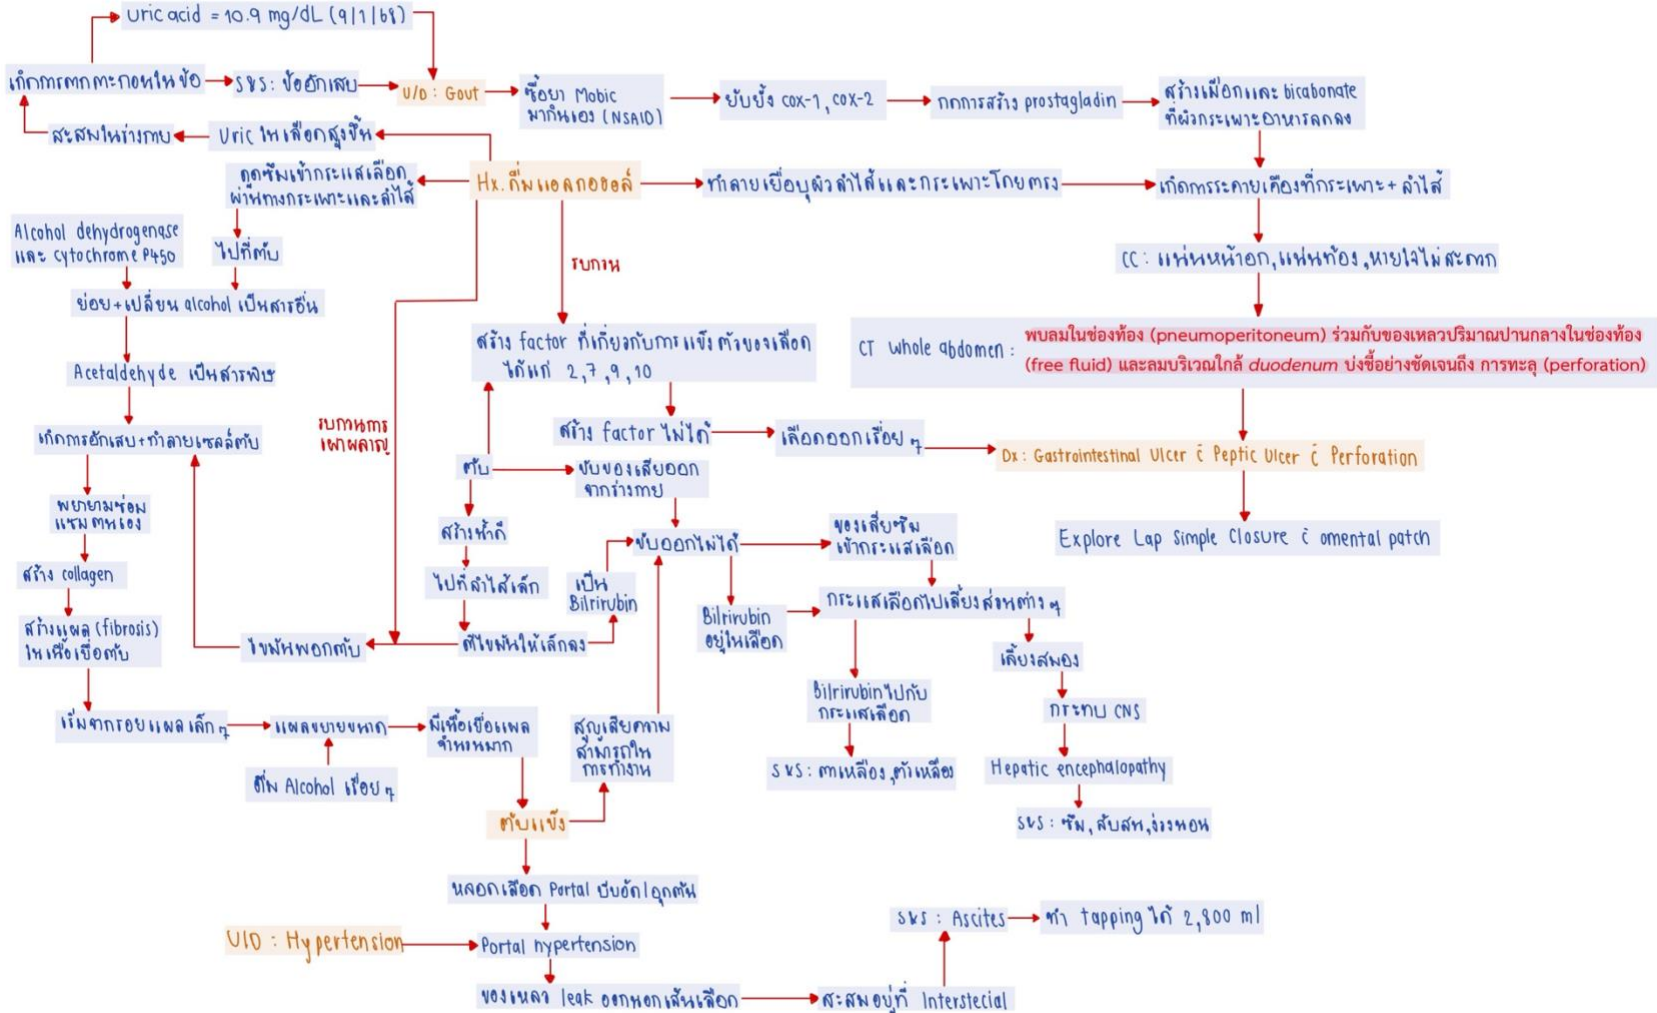 Uric acid = 10.9 mg/dL (9/1/68)
เกิดการตกตะกอนในข้อ
S&S: ข้ออักเสบ
U/D: Gout
ซื้อยา Mobic
มากินเอง (NSAID)
ยับยั้ง cox-1, cox-2
กดการสร้าง prostagladin
สร้างเมือกและ bicabonate
ที่ผิวกระเพาะอาหารลดลง
สะสมในร่างกาย
Uric ในเลือดสูงขึ้น
ดูดซึมเข้ากระแสเลือด
ผ่านทางกระเพาะและลำไส้
Hx. ดื่มแอลกอฮอล์
ทำลายเยื่อบุผิวลำไส้และกระเพาะโดยตรง
เกิดการระคายเคืองที่กระเพาะ + ลำไส้
Alcohol dehydrogenase
และ cytochrome P450
ไปที่ตับ
รบกวน
CC: แน่นหน้าอก, แน่นท้อง, หายใจไม่สะดวก
ย่อย+เปลี่ยน alcohol เป็นสารอื่น
สร้าง factor ที่เกี่ยวกับการแข็งตัวของเลือด
ได้แก่ 2,7,9,10
CT Whole abdomen:
พบลมในช่องท้อง (pneumoperitoneum) ร่วมกับของเหลวปริมาณปานกลางในช่องท้อง
(free fluid) และลมบริเวณใกล้ duodenum บ่งชี้อย่างชัดเจนถึง การทะลุ (perforation)
Acetaldehyde เป็นสารพิษ
เกิดการอักเสบ+ทำลายเซลล์ตับ
รบกวนการ
เผาผลาญ
สร้าง factor ไม่ได้
เลือดออกเรื่อย ๆ
Dx: Gastrointestinal Ulcer c̄ Peptic Ulcer c̄ Perforation
ตับ
ขับของเสียออก
จากร่างกาย
พยายามซ่อม
แซมตนเอง
สร้างน้ำดี
ขับออกไม่ได้
ของเสียซึม
เข้ากระแสเลือด
Explore Lap Simple Closure c̄ omental patch
สร้าง collagen
ไปที่ลำไส้เล็ก
เป็น
Bilrirubin
Bilrirubin
อยู่ในเลือด
กระแสเลือดไปเลี้ยงส่วนต่าง ๆ
สร้างแผล (fibrosis)
ในเนื้อเยื่อตับ
ไขมันพอกตับ
ตีไขมันให้เล็กลง
เลี้ยงสมอง
Bilrirubin ไปกับ
กระแสเลือด
กระทบ CNS
เริ่มจากรอยแผลเล็ก ๆ
แผลขยายขนาด
มีเนื้อเยื่อแผล
จำนวนมาก
สูญเสียความ
สามารถใน
การทำงาน
S&S: ตาเหลือง, ตัวเหลือง
Hepatic encephalopathy
ดื่ม Alcohol เรื่อย ๆ
ตับแข็ง
S&S: ซึม, สับสน, ง่วงนอน
หลอดเลือด Portal บีบอัด/อุดตัน
S&S: Ascites
ทำ tapping ได้ 2,800 ml
U/D: Hypertension
Portal hypertension
ของเหลว leak ออกนอกเส้นเลือด
สะสมอยู่ที่ Interstecial